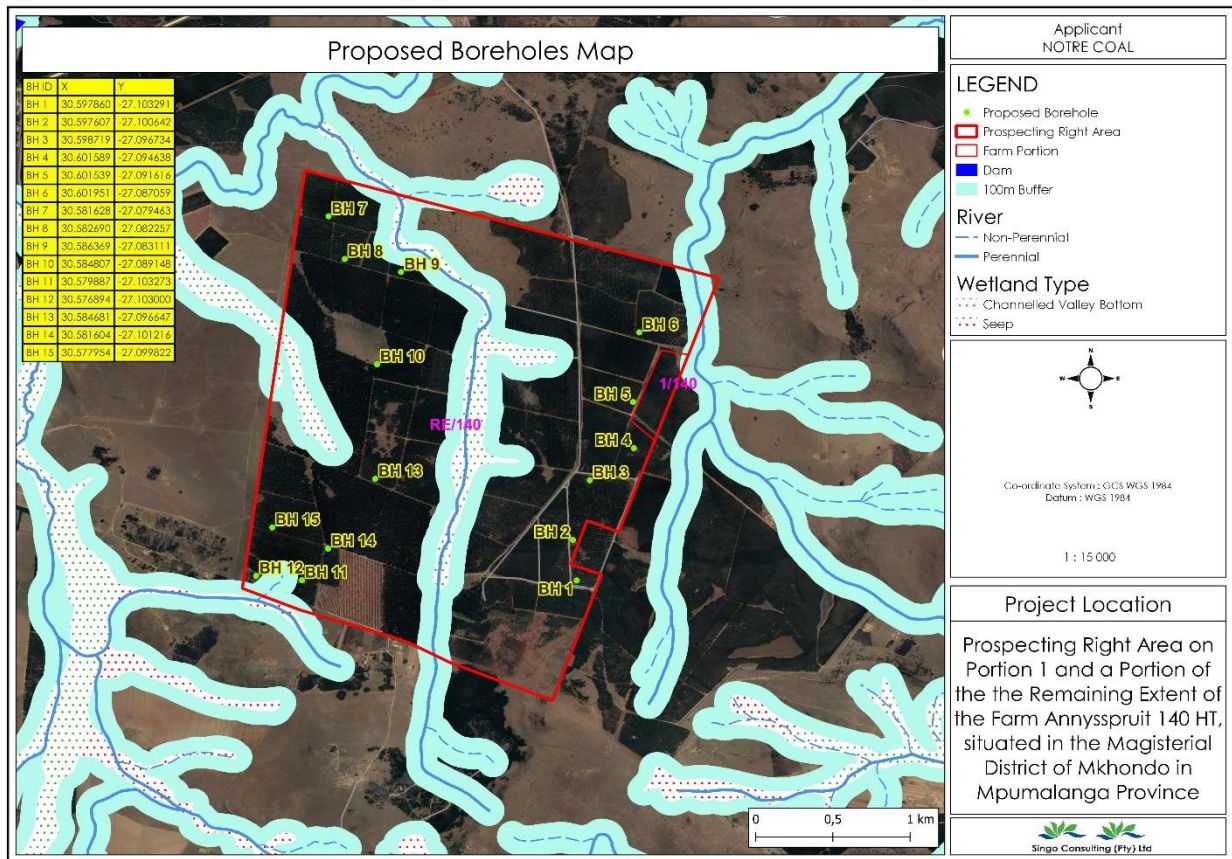 Proposed Boreholes Map
BH ID X Y
BH 1 30.597860 -27.103291
BH 2 30.597607 -27.100642
BH 3 30.598719 -27.096734
BH 4 30.601589 -27.094638
BH 5 30.601539 -27.091616
BH 6 30.601951 -27.087059
BH 7 30.581628 -27.079463
BH 8 30.582690 -27.082257
BH 9 30.586369 -27.083111
BH 10 30.584807 -27.089148
BH 11 30.579887 -27.103273
BH 12 30.576894 -27.103000
BH 13 30.584681 -27.096647
BH 14 30.581604 -27.101216
BH 15 30.577954 -27.099822
BH 7
BH 8
BH 9
BH 6
BH 10
1/140
BH 5
RE/140
BH 4
BH 3
BH 13
BH 15
BH 2
BH 14
BH 12
BH 11
BH 1
0 0,5 1 km
Applicant
NOTRE COAL
LEGEND
Proposed Borehole
Prospecting Right Area
Farm Portion
Dam
100m Buffer
River
Non-Perennial
Perennial
Wetland Type
Channelled Valley Bottom
Seep
N
W E
S
Co-ordinate System : GCS WGS 1984
Datum : WGS 1984
1 : 15 000
Project Location
Prospecting Right Area on
Portion 1 and a Portion of
the the Remaining Extent of
the Farm Annysspruit 140 HT,
situated in the Magisterial
District of Mkhondo in
Mpumalanga Province
Singo Consulting (Pty) Ltd